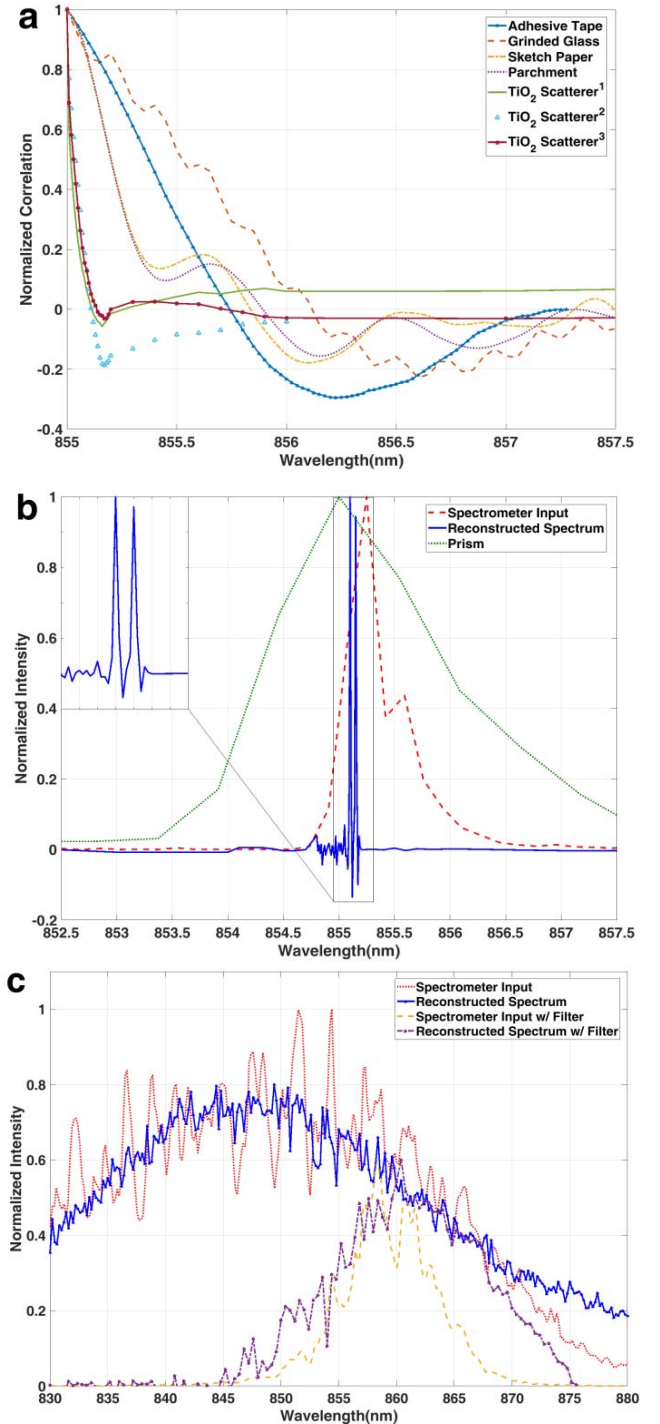 a
Adhesive Tape
Grinded Glass
Sketch Paper
Parchment
TiO2 Scatterer1
TiO2 Scatterer2
TiO2 Scatterer3
Normalized Correlation
1
0.8
0.6
0.4
0.2
0
-0.2
-0.4
855 855.5 856 856.5 857 857.5
Wavelength(nm)
b
Spectrometer Input
Reconstructed Spectrum
Prism
Normalized Intensity
1
0.8
0.6
0.4
0.2
0
-0.2
852.5 853 853.5 854 854.5 855 855.5 856 856.5 857 857.5
Wavelength(nm)
c
Spectrometer Input
Reconstructed Spectrum
Spectrometer Input w/ Filter
Reconstructed Spectrum w/ Filter
Normalized Intensity
1
0.8
0.6
0.4
0.2
0
830 835 840 845 850 855 860 865 870 875 880
Wavelength(nm)